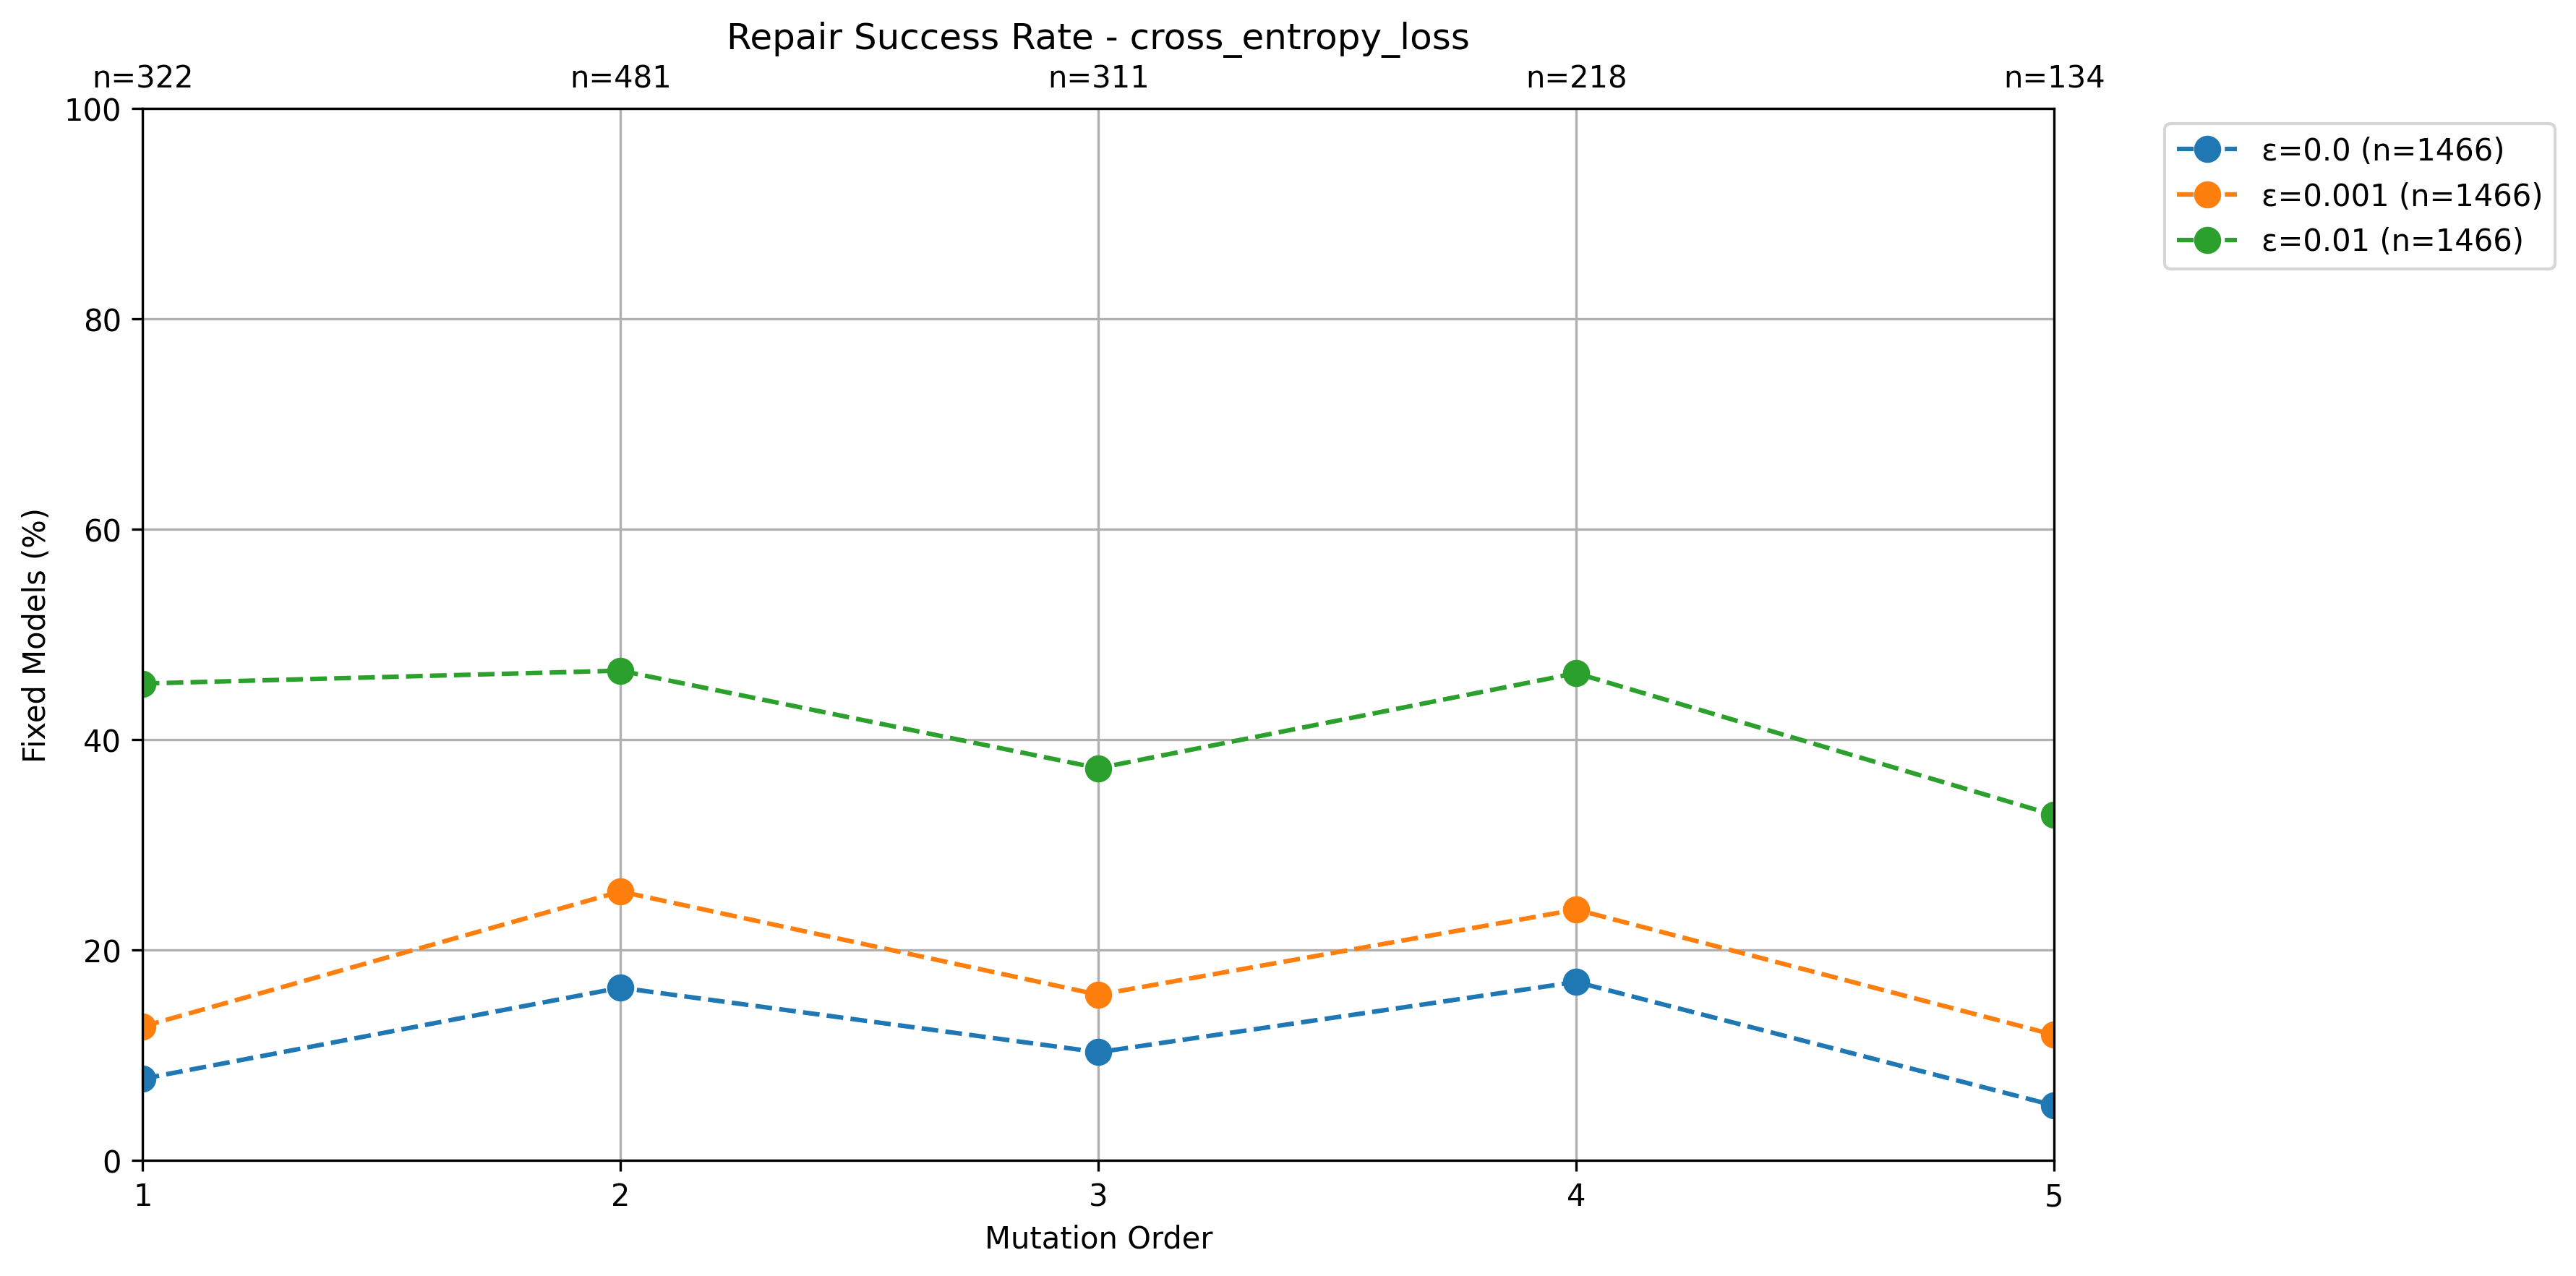 Repair Success Rate - cross_entropy_loss
n=322 n=481 n=311 n=218 n=134
100
80
60
40
20
0
Fixed Models (%)
1 2 3 4 5
Mutation Order
ε=0.0 (n=1466)
ε=0.001 (n=1466)
ε=0.01 (n=1466)